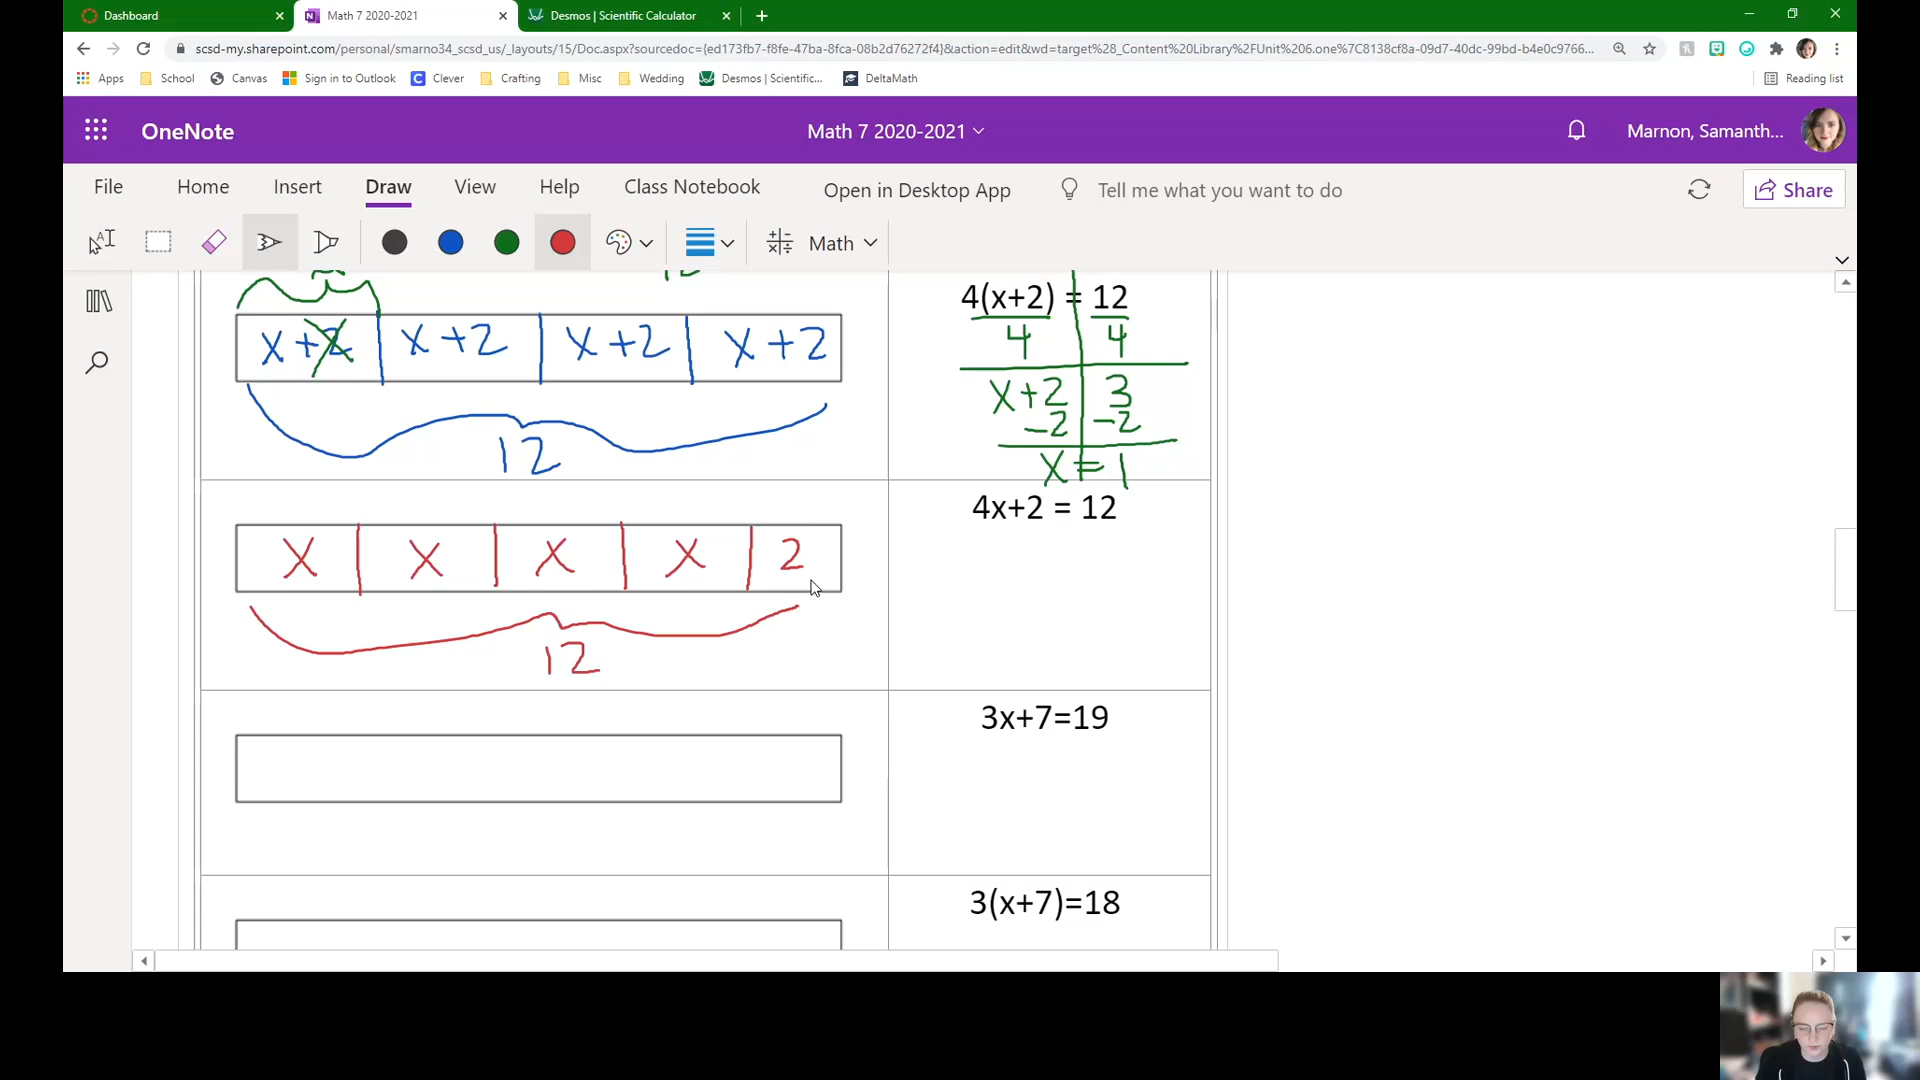 Dashboard
Math 7 2020-2021
Desmos | Scientific Calculator
scsd-my.sharepoint.com/personal/smarno34_scsd_us/_layouts/15/Doc.aspx?sourcedoc={ed173fb7-f8fe-47ba-8fca-08b2d76272f4}&action=edit&wd=target%28_Content%20Library%2FUnit%206.one%7C8138cf8a-09d7-40dc-99bd-b4e0c9766...
Apps School Canvas Sign in to Outlook Clever Crafting Misc Wedding Desmos | Scientific... DeltaMath Reading list
OneNote Math 7 2020-2021 Marnon, Samanth...
File Home Insert Draw View Help Class Notebook Open in Desktop App Tell me what you want to do Share
Math
4(x+2) = 12
4 4
x+2 x+2 x+2 x+2
x+2 3
-2 -2
12
x = 1
4x+2 = 12
x x x x 2
12
3x+7=19
3(x+7)=18